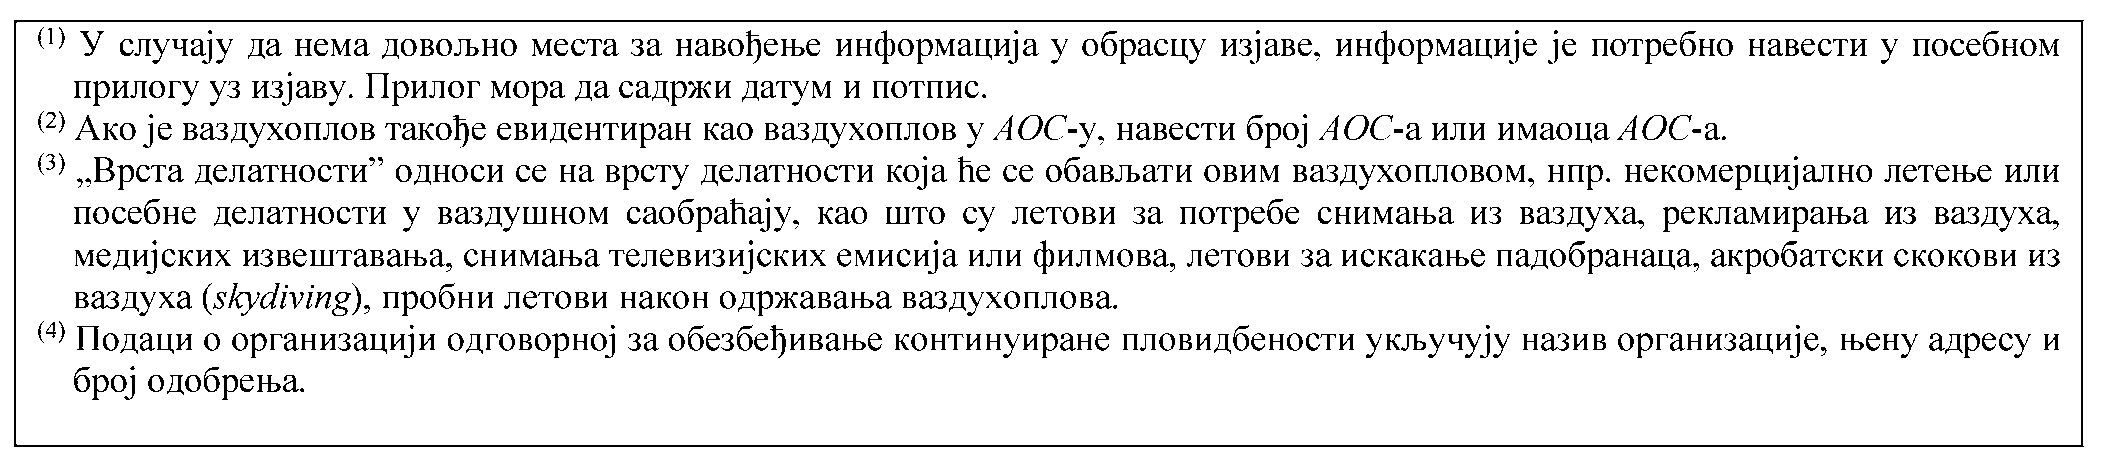 (1) У случају да нема довољно места за навођење информација у обрасцу изјаве, информације је потребно навести у посебном
прилогу уз изјаву. Прилог мора да садржи датум и потпис.
(2) Ако је ваздухоплов такође евидентиран као ваздухоплов у AOC-у, навести број AOC-а или имаоца AOC-а.
(3) „Врста делатности” односи се на врсту делатности која ће се обављати овим ваздухопловом, нпр. некомерцијално летење или
посебне делатности у ваздушном саобраћају, као што су летови за потребе снимања из ваздуха, рекламирања из ваздуха,
медијских извештавања, снимања телевизијских емисија или филмова, летови за искакање падобранаца, акробатски скокови из
ваздуха (skydiving), пробни летови након одржавања ваздухоплова.
(4) Подаци о организацији одговорној за обезбеђивање континуиране пловидбености укључују назив организације, њену адресу и
број одобрења.